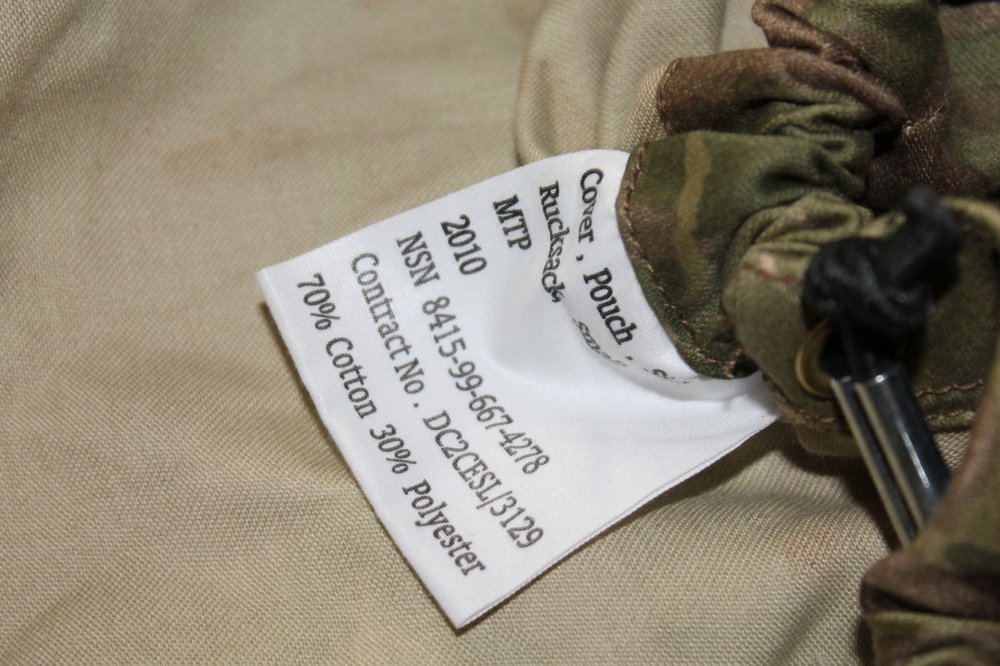 Cover , Pouch ,
Rucksack
MTP
2010
NSN 8415-99-667-4278
Contract No . DC2CESL/3129
70% Cotton 30% Polyester